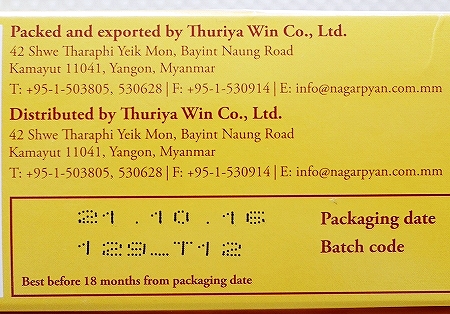 Packed and exported by Thuriya Win Co., Ltd.
42 Shwe Tharaphi Yeik Mon, Bayint Naung Road
Kamayut 11041, Yangon, Myanmar
T: +95-1-503805, 530628 | F: +95-1-530914 | E: info@nagarpyan.com.mm
Distributed by Thuriya Win Co., Ltd.
42 Shwe Tharaphi Yeik Mon, Bayint Naung Road
Kamayut 11041, Yangon, Myanmar
T: +95-1-503805, 530628 | F: +95-1-530914 | E: info@nagarpyan.com.mm
21.10.16 Packaging date
129_T12 Batch code
Best before 18 months from packaging date